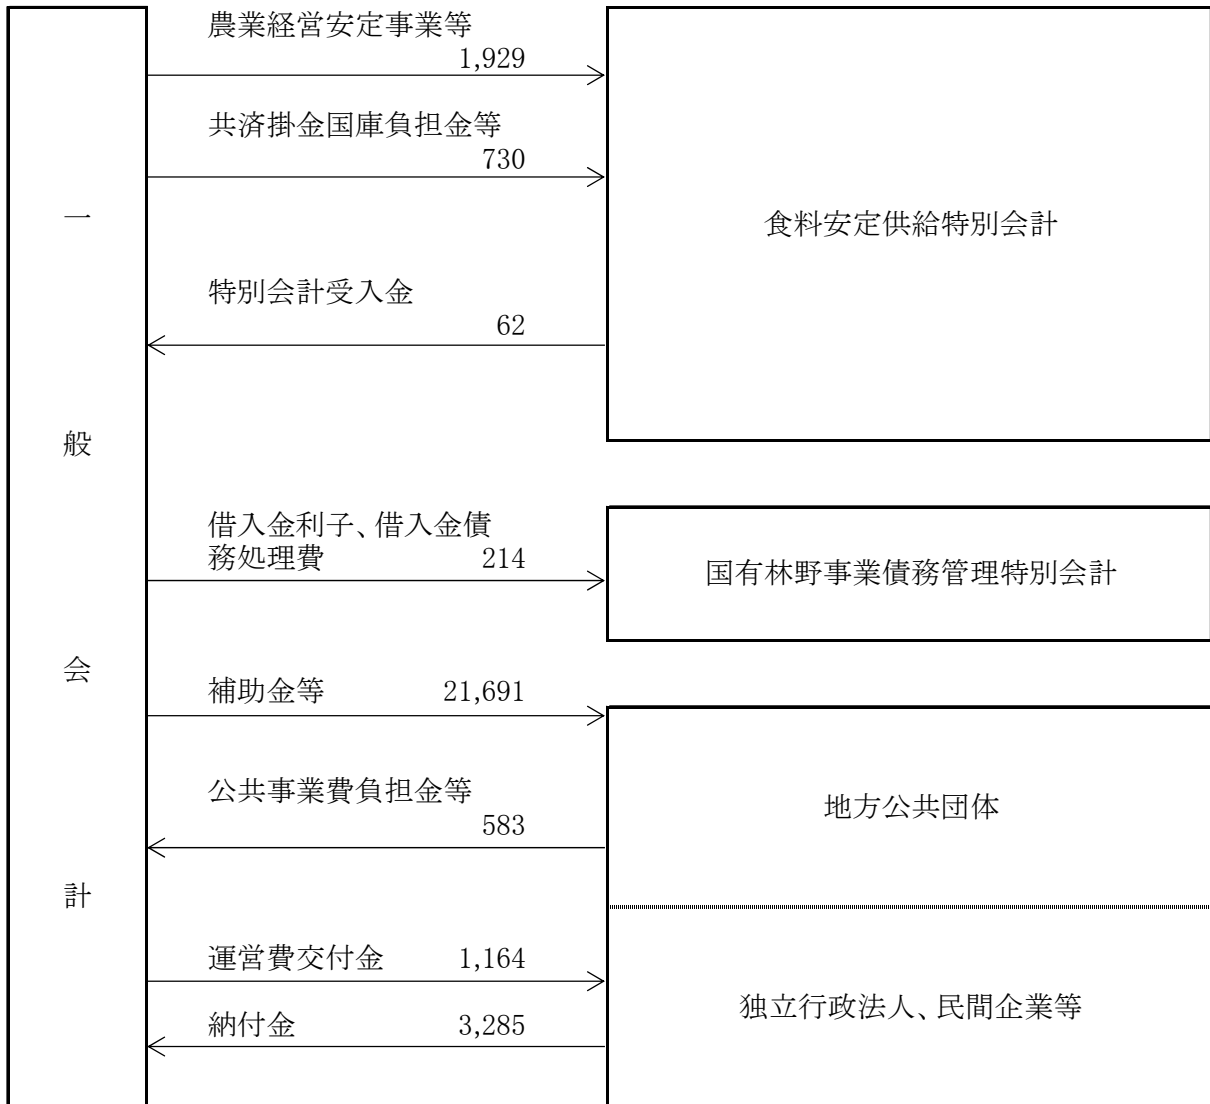 一般会計
農業経営安定事業等
1,929
共済掛金国庫負担金等
730
特別会計受入金
62
食料安定供給特別会計
借入金利子、借入金債
務処理費 214
国有林野事業債務管理特別会計
補助金等 21,691
公共事業費負担金等
583
地方公共団体
運営費交付金 1,164
納付金 3,285
独立行政法人、民間企業等